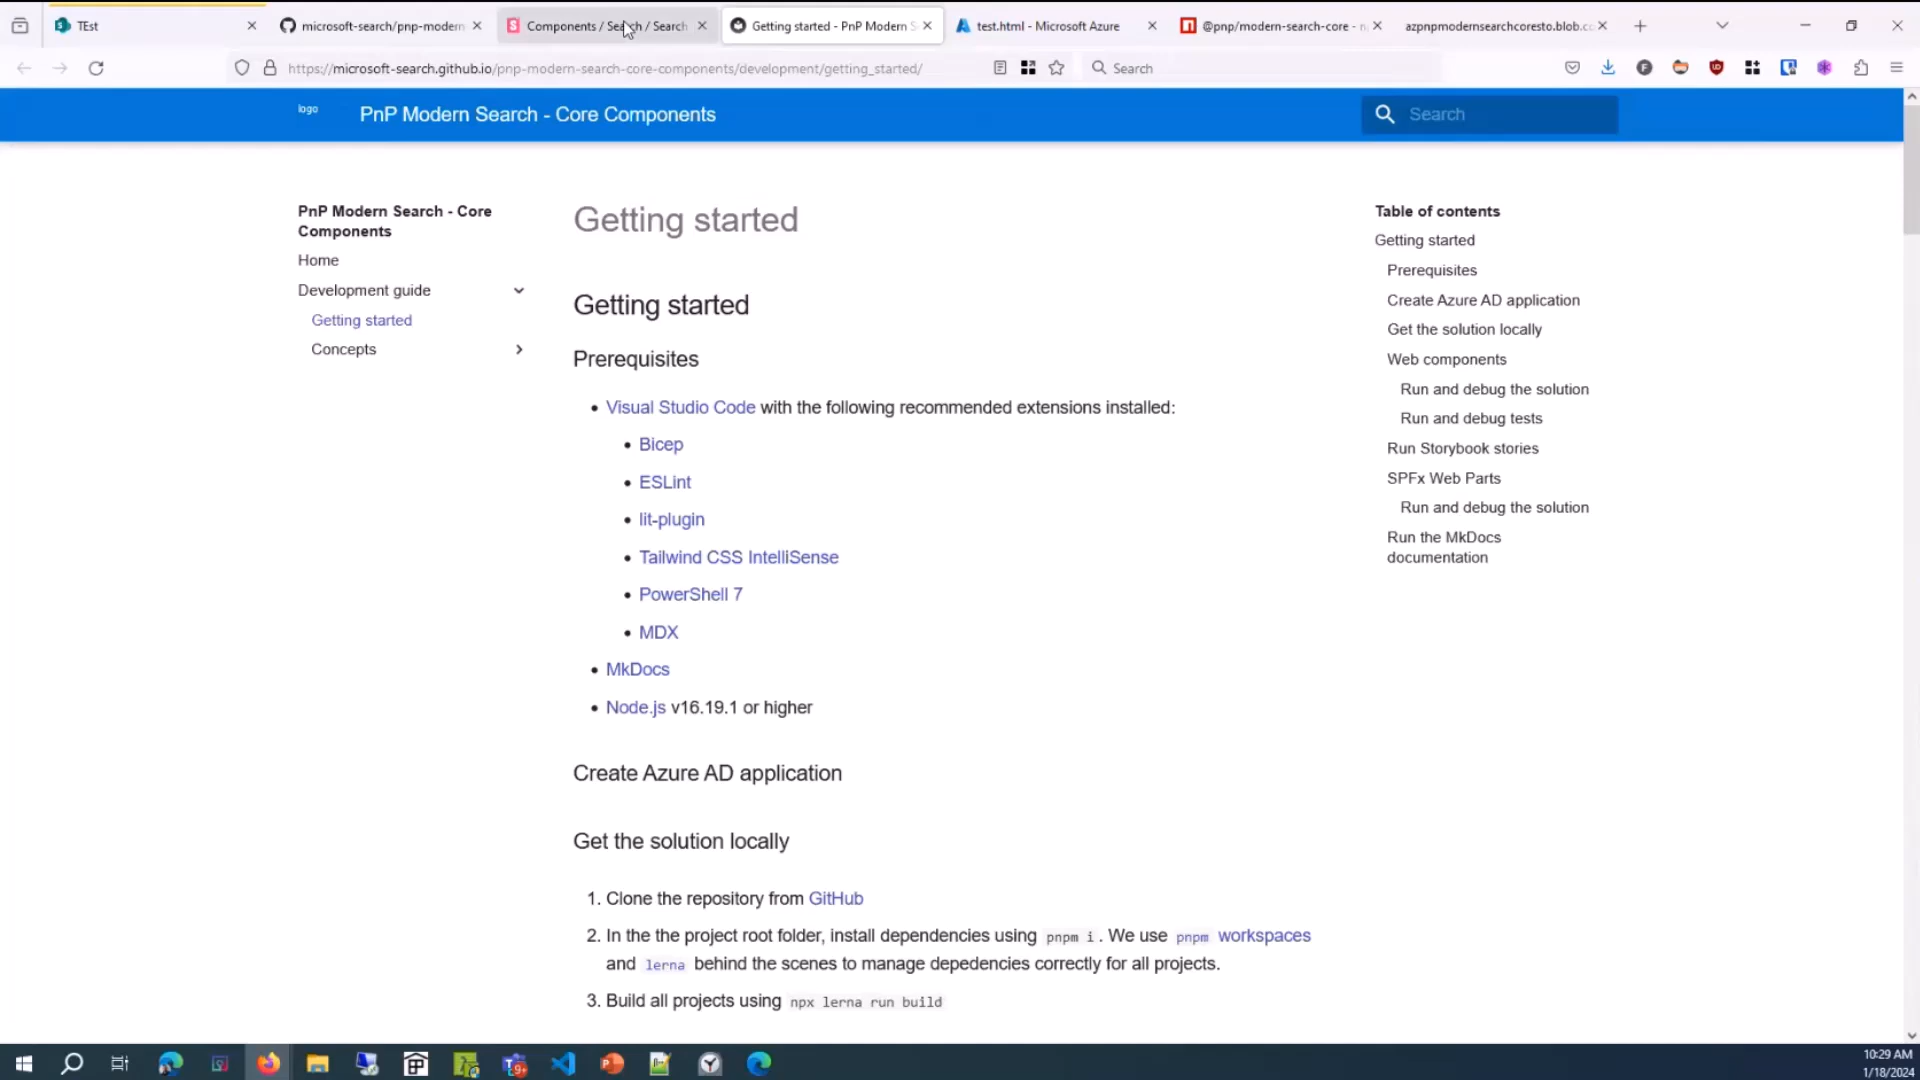 TEst
microsoft-search/pnp-modern
Components / Search / Search
Getting started - PnP Modern S
test.html - Microsoft Azure
@pnp/modern-search-core - n
azpnpmodernsearchcoresto.blob.cc
https://microsoft-search.github.io/pnp-modern-search-core-components/development/getting_started/
Search
logo
PnP Modern Search - Core Components
Search
PnP Modern Search - Core
Components
Home
Development guide
Getting started
Concepts
Getting started
Getting started
Prerequisites
• Visual Studio Code with the following recommended extensions installed:
• Bicep
• ESLint
• lit-plugin
• Tailwind CSS IntelliSense
• PowerShell 7
• MDX
• MkDocs
• Node.js v16.19.1 or higher
Create Azure AD application
Get the solution locally
1. Clone the repository from GitHub
2. In the the project root folder, install dependencies using pnpm i. We use pnpm workspaces
and lerna behind the scenes to manage depedencies correctly for all projects.
3. Build all projects using npx lerna run build
Table of contents
Getting started
Prerequisites
Create Azure AD application
Get the solution locally
Web components
Run and debug the solution
Run and debug tests
Run Storybook stories
SPFx Web Parts
Run and debug the solution
Run the MkDocs
documentation
10:29 AM
1/18/2024